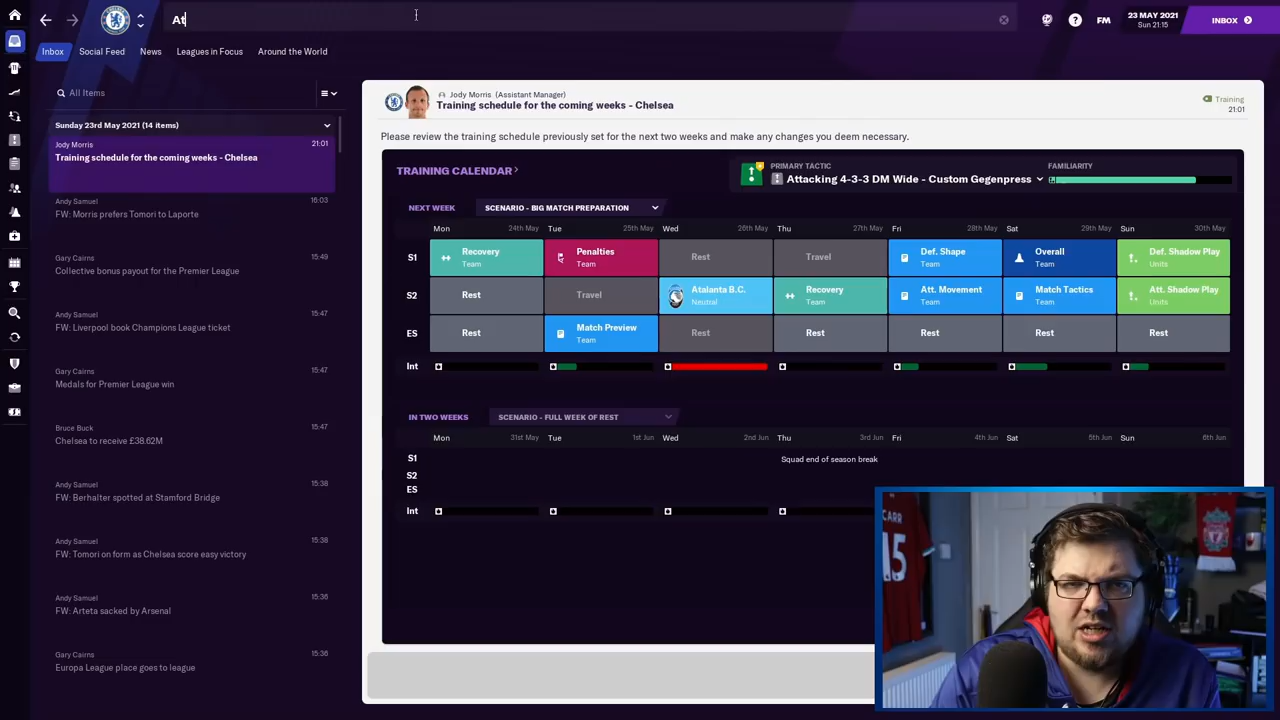 At
FM
23 MAY 2021
Sun 21:15
INBOX
Inbox
Social Feed
News
Leagues in Focus
Around the World
All Items
Sunday 23rd May 2021 (14 items)
Jody Morris
21:01
Training schedule for the coming weeks - Chelsea
Andy Samuel
16:03
FW: Morris prefers Tomori to Laporte
Gary Cairns
15:49
Collective bonus payout for the Premier League
Andy Samuel
15:47
FW: Liverpool book Champions League ticket
Gary Cairns
15:47
Medals for Premier League win
Bruce Buck
15:47
Chelsea to receive £38.62M
Andy Samuel
15:38
FW: Berhalter spotted at Stamford Bridge
Andy Samuel
15:38
FW: Tomori on form as Chelsea score easy victory
Andy Samuel
15:36
FW: Arteta sacked by Arsenal
Gary Cairns
15:36
Europa League place goes to league
Jody Morris (Assistant Manager)
Training schedule for the coming weeks - Chelsea
Training
21:01
Please review the training schedule previously set for the next two weeks and make any changes you deem necessary.
TRAINING CALENDAR
PRIMARY TACTIC
Attacking 4-3-3 DM Wide - Custom Gegenpress
FAMILIARITY
NEXT WEEK
SCENARIO - BIG MATCH PREPARATION
Mon 24th May Tue 25th May Wed 26th May Thu 27th May Fri 28th May Sat 29th May Sun 30th May
S1
Recovery
Team
Penalties
Team
Rest
Travel
Def. Shape
Team
Overall
Team
Def. Shadow Play
Units
S2
Rest
Travel
Atalanta B.C.
Neutral
Recovery
Team
Att. Movement
Team
Match Tactics
Team
Att. Shadow Play
Units
ES
Rest
Match Preview
Team
Rest
Rest
Rest
Rest
Rest
Int
IN TWO WEEKS
SCENARIO - FULL WEEK OF REST
Mon 31st May Tue 1st Jun Wed 2nd Jun Thu 3rd Jun Fri 4th Jun Sat 5th Jun Sun 6th Jun
S1
Squad end of season break
S2
ES
Int
CARR
15